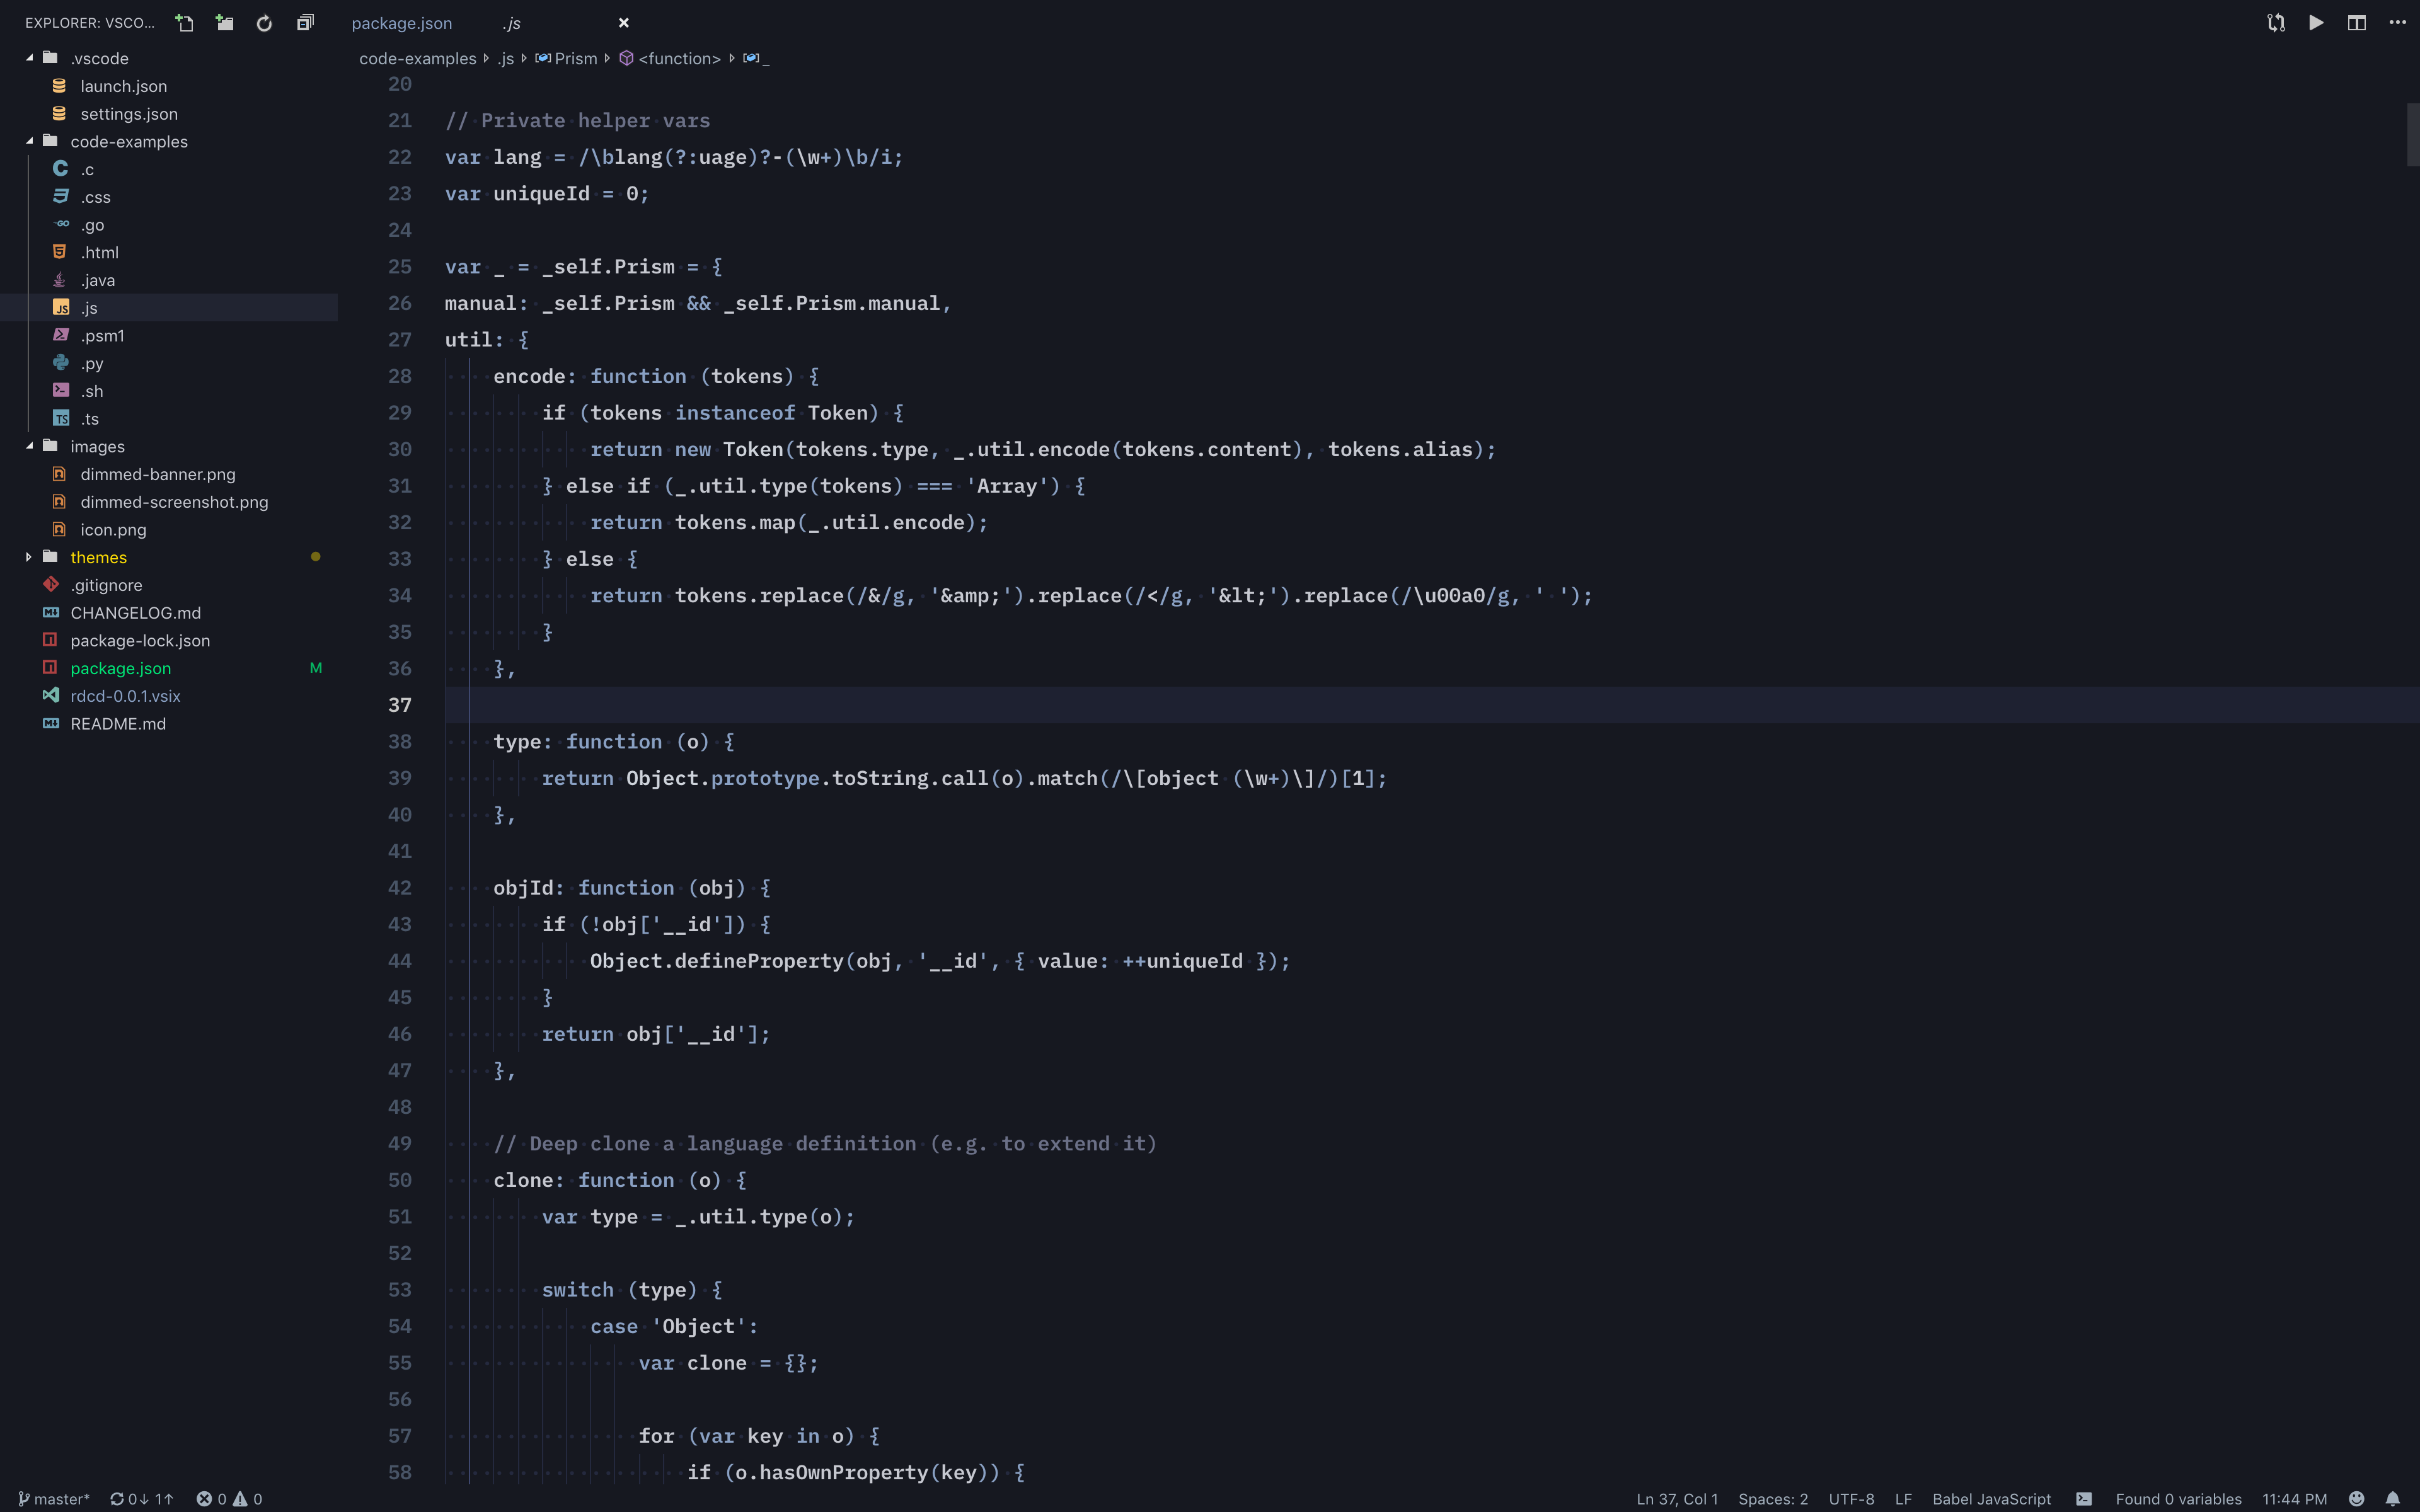 EXPLORER: VSCO...
.vscode
launch.json
settings.json
code-examples
.c
.css
.go
.html
.java
.js
.psm1
.py
.sh
.ts
images
dimmed-banner.png
dimmed-screenshot.png
icon.png
themes
.gitignore
CHANGELOG.md
package-lock.json
package.json M
rdcd-0.0.1.vsix
README.md
package.json .js
code-examples .js Prism <function> _
20
21 // Private helper vars
22 var lang = /\blang(?:uage)?-(\w+)\b/i;
23 var uniqueId = 0;
24
25 var _ = _self.Prism = {
26 manual: _self.Prism && _self.Prism.manual,
27 util: {
28 encode: function (tokens) {
29 if (tokens instanceof Token) {
30 return new Token(tokens.type, _.util.encode(tokens.content), tokens.alias);
31 } else if (_.util.type(tokens) === 'Array') {
32 return tokens.map(_.util.encode);
33 } else {
34 return tokens.replace(/&/g, '&amp;').replace(/</g, '&lt;').replace(/\u00a0/g, ' ');
35 }
36 },
37
38 type: function (o) {
39 return Object.prototype.toString.call(o).match(/\[object (\w+)\]/)[1];
40 },
41
42 objId: function (obj) {
43 if (!obj['__id']) {
44 Object.defineProperty(obj, '__id', { value: ++uniqueId });
45 }
46 return obj['__id'];
47 },
48
49 // Deep clone a language definition (e.g. to extend it)
50 clone: function (o) {
51 var type = _.util.type(o);
52
53 switch (type) {
54 case 'Object':
55 var clone = {};
56
57 for (var key in o) {
58 if (o.hasOwnProperty(key)) {
master* 0↓ 1↑ 0 0 Ln 37, Col 1 Spaces: 2 UTF-8 LF Babel JavaScript Found 0 variables 11:44 PM